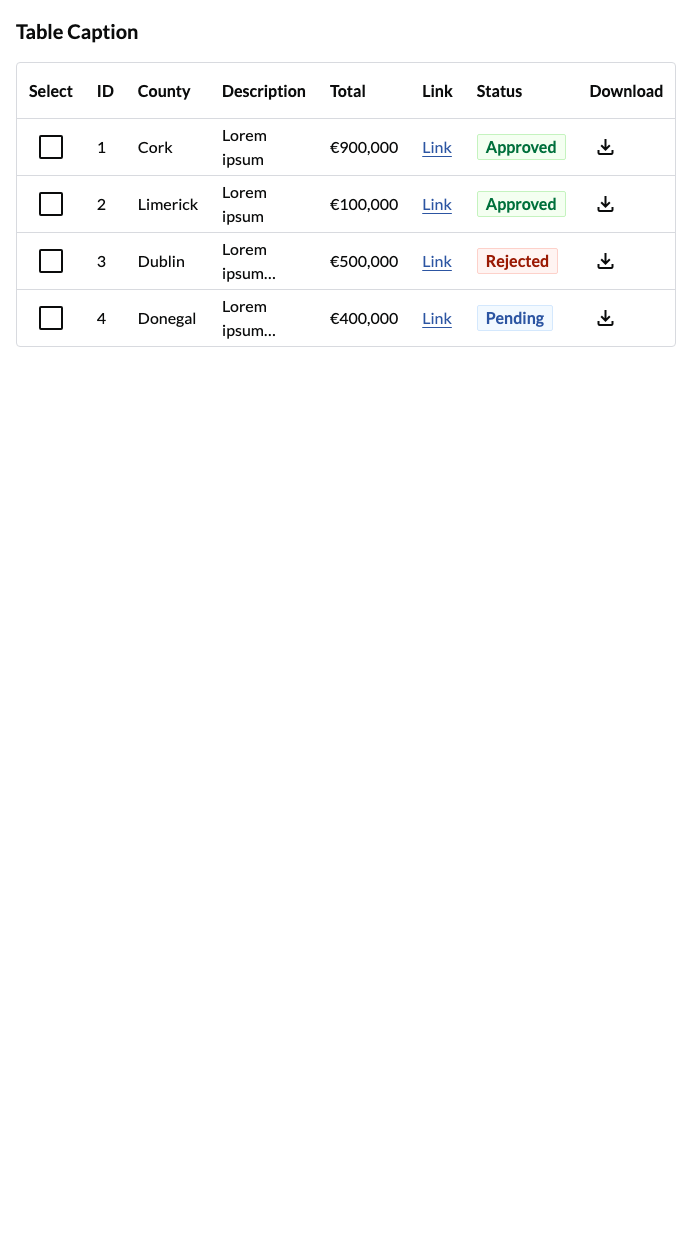 Table Caption
Select ID County Description Total Link Status Download
1 Cork Lorem ipsum €900,000 Link Approved
2 Limerick Lorem ipsum €100,000 Link Approved
3 Dublin Lorem ipsum... €500,000 Link Rejected
4 Donegal Lorem ipsum... €400,000 Link Pending